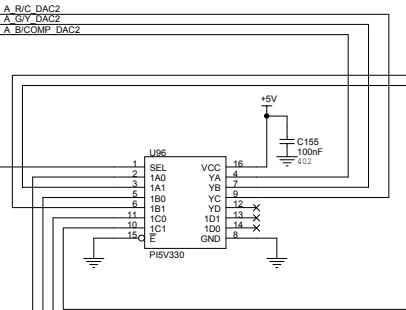 A_R/C_DAC2
A_G/Y_DAC2
A_B/COMP_DAC2
+5V
C155
100nF
402
U96
1 SEL VCC 16
2 1A0 YA 4
3 1A1 YB 7
5 1B0 YC 9
6 1B1 YD 12
11 1C0 1D1 13
10 1C1 1D0 14
15 E GND 8
PI5V330